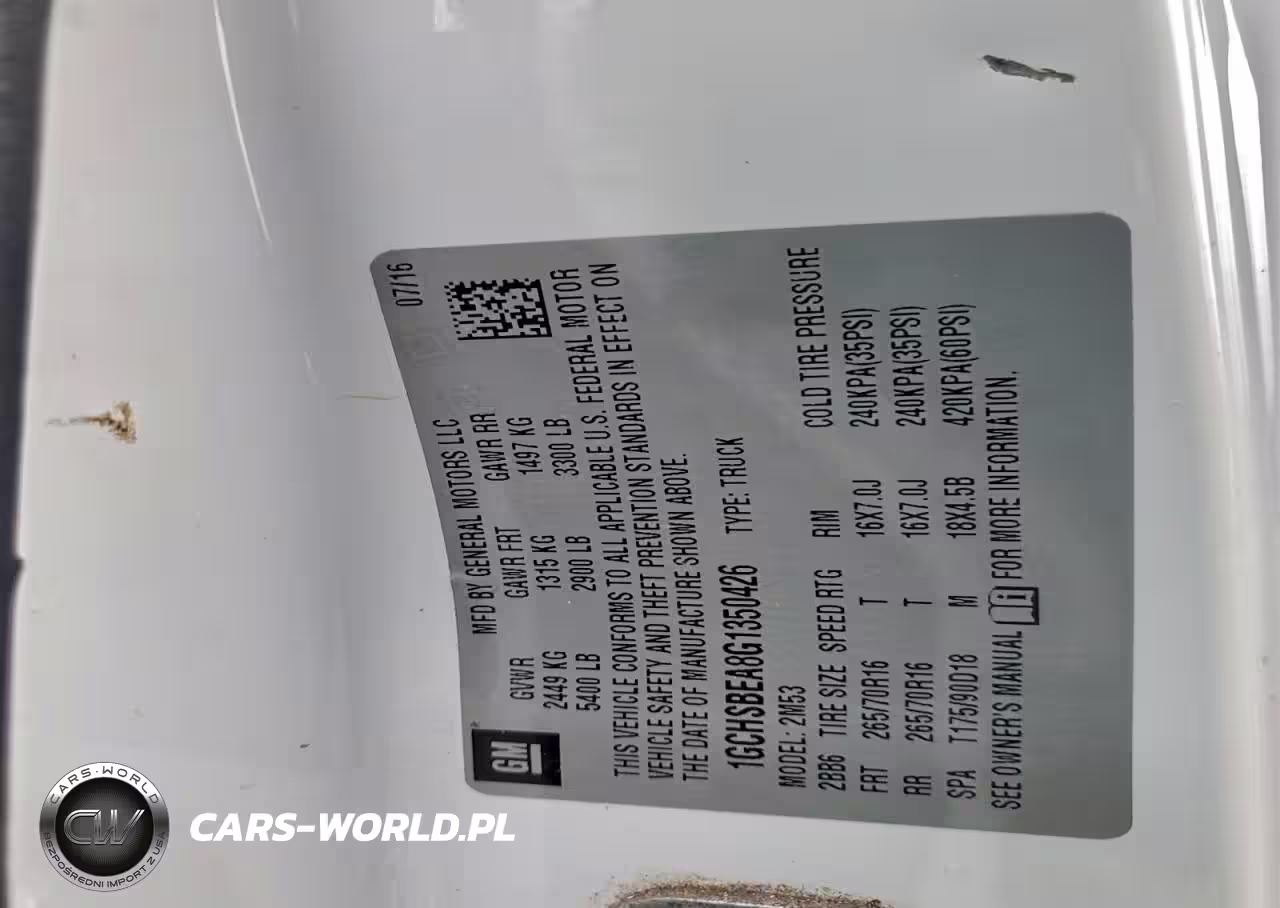 07/16
MFD BY GENERAL MOTORS LLC
GM
GVWR GAWR FRT GAWR RR
2449 KG 1315 KG 1497 KG
5400 LB 2900 LB 3300 LB
THIS VEHICLE CONFORMS TO ALL APPLICABLE U.S. FEDERAL MOTOR
VEHICLE SAFETY AND THEFT PREVENTION STANDARDS IN EFFECT ON
THE DATE OF MANUFACTURE SHOWN ABOVE.
1GCHSBEA8G1350426 TYPE: TRUCK
MODEL: 2M53
2BB6 TIRE SIZE SPEED RTG RIM COLD TIRE PRESSURE
FRT 265/70R16 T 16X7.0J 240KPA(35PSI)
RR 265/70R16 T 16X7.0J 240KPA(35PSI)
SPA T175/90D18 M 18X4.5B 420KPA(60PSI)
SEE OWNER'S MANUAL FOR MORE INFORMATION.
CARS-WORLD
CW
BEZPOŚREDNI IMPORT Z USA
CARS-WORLD.PL